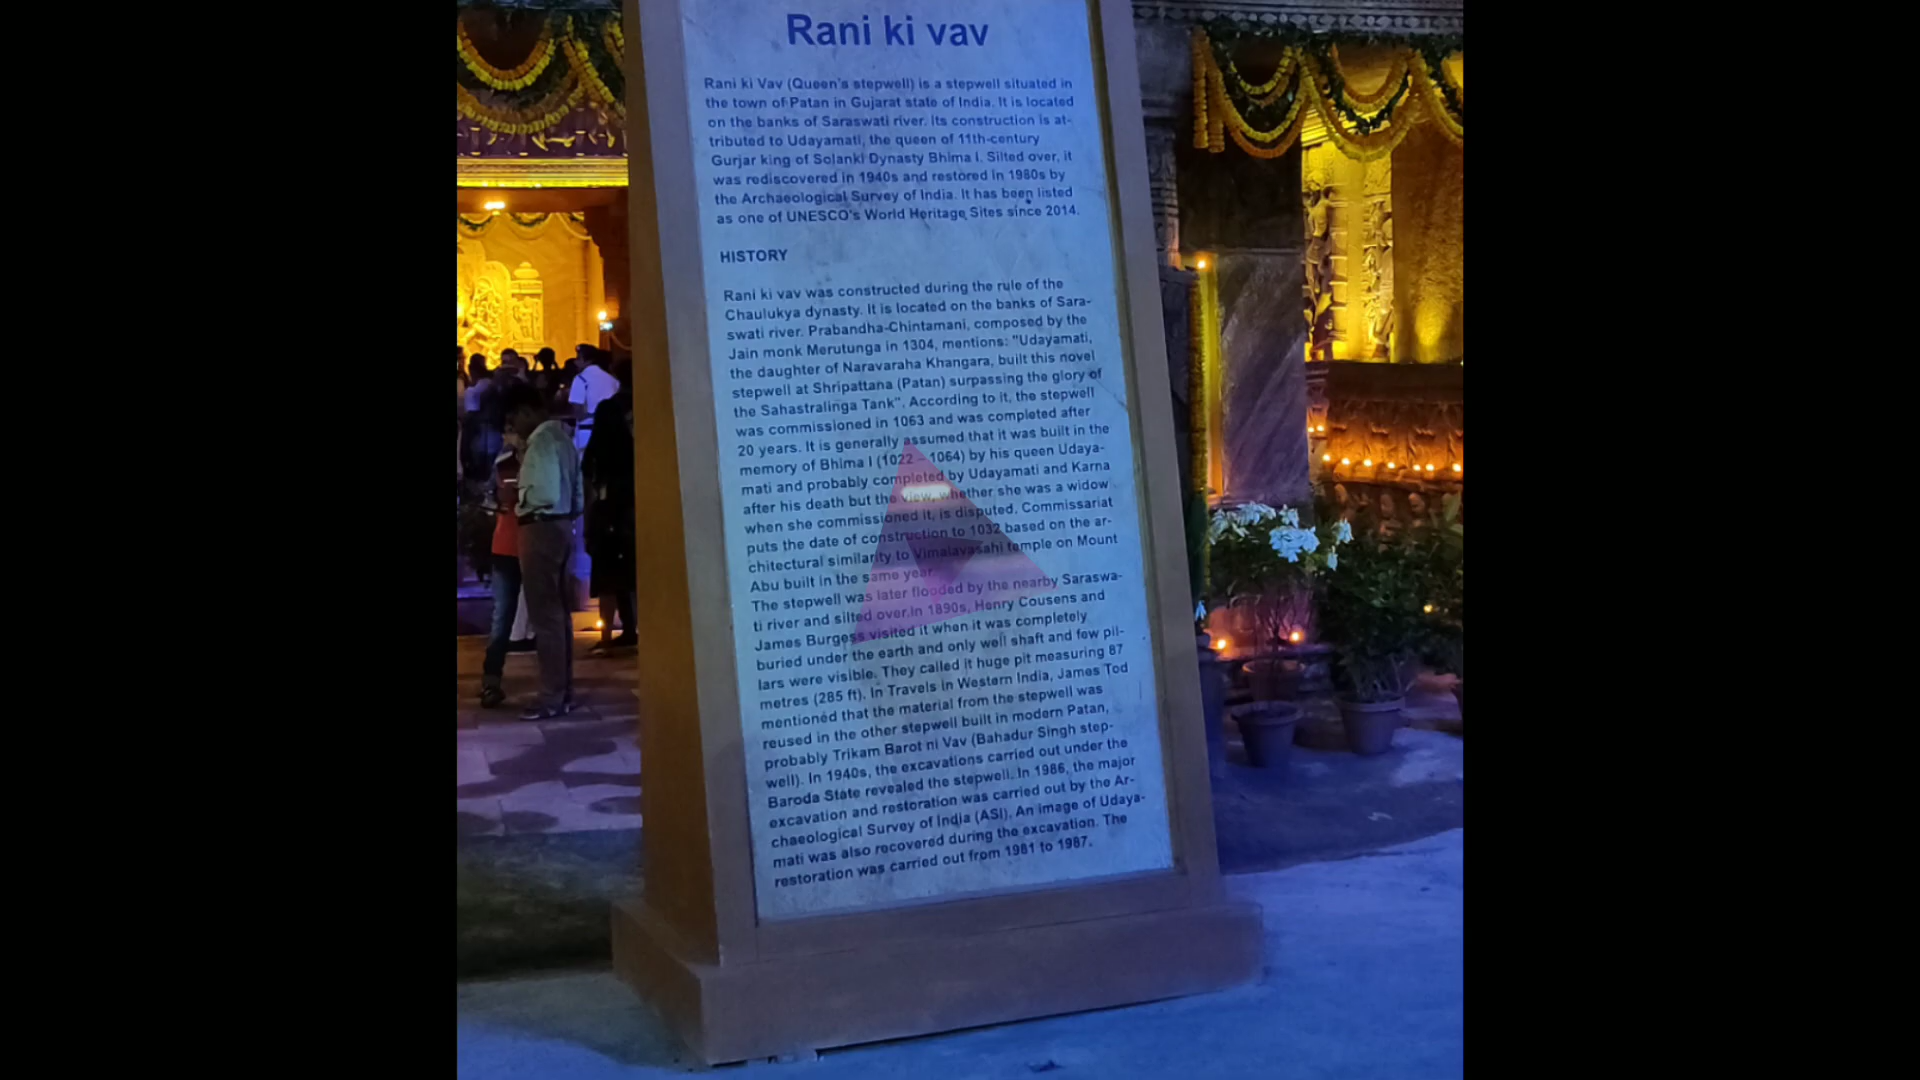 Rani ki vav
Rani ki Vav (Queen's stepwell) is a stepwell situated in
the town of Patan in Gujarat state of India. It is located
on the banks of Saraswati river. Its construction is at-
tributed to Udayamati, the queen of 11th-century
Gurjar king of Solanki Dynasty Bhima I. Silted over, it
was rediscovered in 1940s and restored in 1980s by
the Archaeological Survey of India. It has been listed
as one of UNESCO's World Heritage Sites since 2014.
HISTORY
Rani ki vav was constructed during the rule of the
Chaulukya dynasty. It is located on the banks of Sara-
swati river. Prabandha-Chintamani, composed by the
Jain monk Merutunga in 1304, mentions: "Udayamati,
the daughter of Naravaraha Khangara, built this novel
stepwell at Shripattana (Patan) surpassing the glory of
the Sahastralinga Tank". According to it, the stepwell
was commissioned in 1063 and was completed after
20 years. It is generally assumed that it was built in the
memory of Bhima I (1022 – 1064) by his queen Udaya-
mati and probably completed by Udayamati and Karna
after his death but the view, whether she was a widow
when she commissioned it, is disputed. Commissariat
puts the date of construction to 1032 based on the ar-
chitectural similarity to Vimalavasahi temple on Mount
Abu built in the same year.
The stepwell was later flooded by the nearby Saraswa-
ti river and silted over.In 1890s, Henry Cousens and
James Burgess visited it when it was completely
buried under the earth and only well shaft and few pil-
lars were visible. They called it huge pit measuring 87
metres (285 ft). In Travels in Western India, James Tod
mentioned that the material from the stepwell was
reused in the other stepwell built in modern Patan,
probably Trikam Barot ni Vav (Bahadur Singh step-
well). In 1940s, the excavations carried out under the
Baroda State revealed the stepwell. In 1986, the major
excavation and restoration was carried out by the Ar-
chaeological Survey of India (ASI). An image of Udaya-
mati was also recovered during the excavation. The
restoration was carried out from 1981 to 1987.